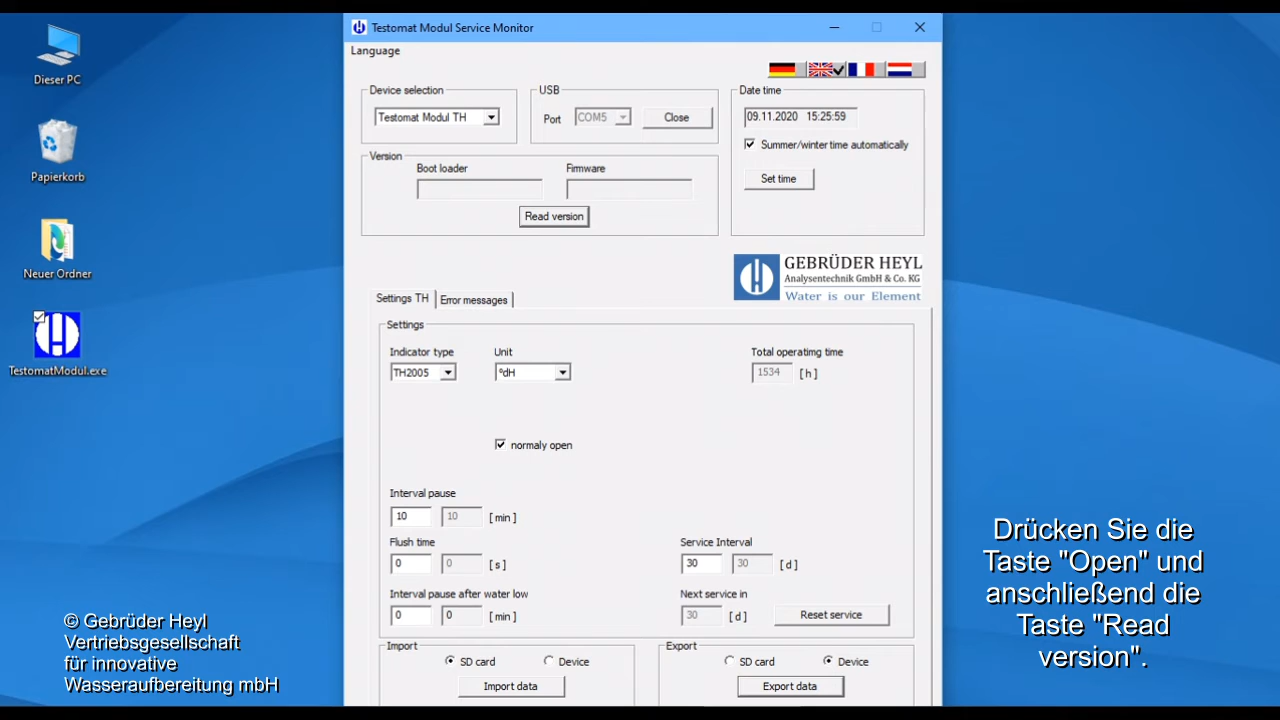 Testomat Modul Service Monitor
Language
Dieser PC
Papierkorb
Neuer Ordner
TestomatModul.exe
Device selection
Testomat Modul TH
USB
Port COM5 Close
Date time
09.11.2020 15:25:59
Summer/winter time automatically
Set time
Version
Boot loader Firmware
Read version
GEBRÜDER HEYL
Analysentechnik GmbH & Co. KG
Water is our Element
Settings TH Error messages
Settings
Indicator type Unit Total operatimg time
TH2005 °dH 1534 [ h ]
normaly open
Interval pause
10 10 [ min ]
Flush time Service Interval
0 0 [ s ] 30 30 [ d ]
Interval pause after water low Next service in
0 0 [ min ] 30 [ d ] Reset service
Import Export
SD card Device SD card Device
Import data Export data
Drücken Sie die
Taste "Open" und
anschließend die
Taste "Read
version".
© Gebrüder Heyl
Vertriebsgesellschaft
für innovative
Wasseraufbereitung mbH